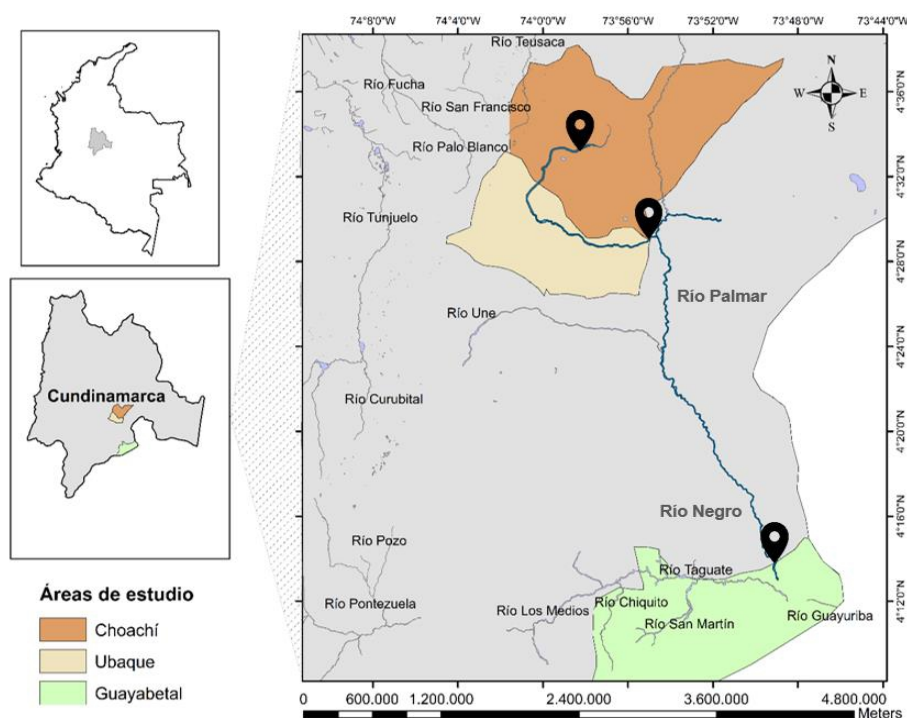 74°8'0"W
74°4'0"W
74°0'0"W
73°56'0"W
73°52'0"W
73°48'0"W
73°44'0"W
Río Teusaca
N
W
E
S
4°36'0"N
Río Fucha
Río San Francisco
Río Palo Blanco
4°32'0"N
Río Tunjuelo
4°28'0"N
Río Palmar
Río Une
4°24'0"N
Cundinamarca
Río Curubital
4°20'0"N
Río Negro
4°16'0"N
Río Pozo
Río Taguate
Río Pontezuela
Río Los Medios
Río Chiquito
Río San Martín
Río Guayuriba
4°12'0"N
Áreas de estudio
Choachí
Ubaque
Guayabetal
0 600.000 1.200.000 2.400.000 3.600.000 4.800.000
Meters